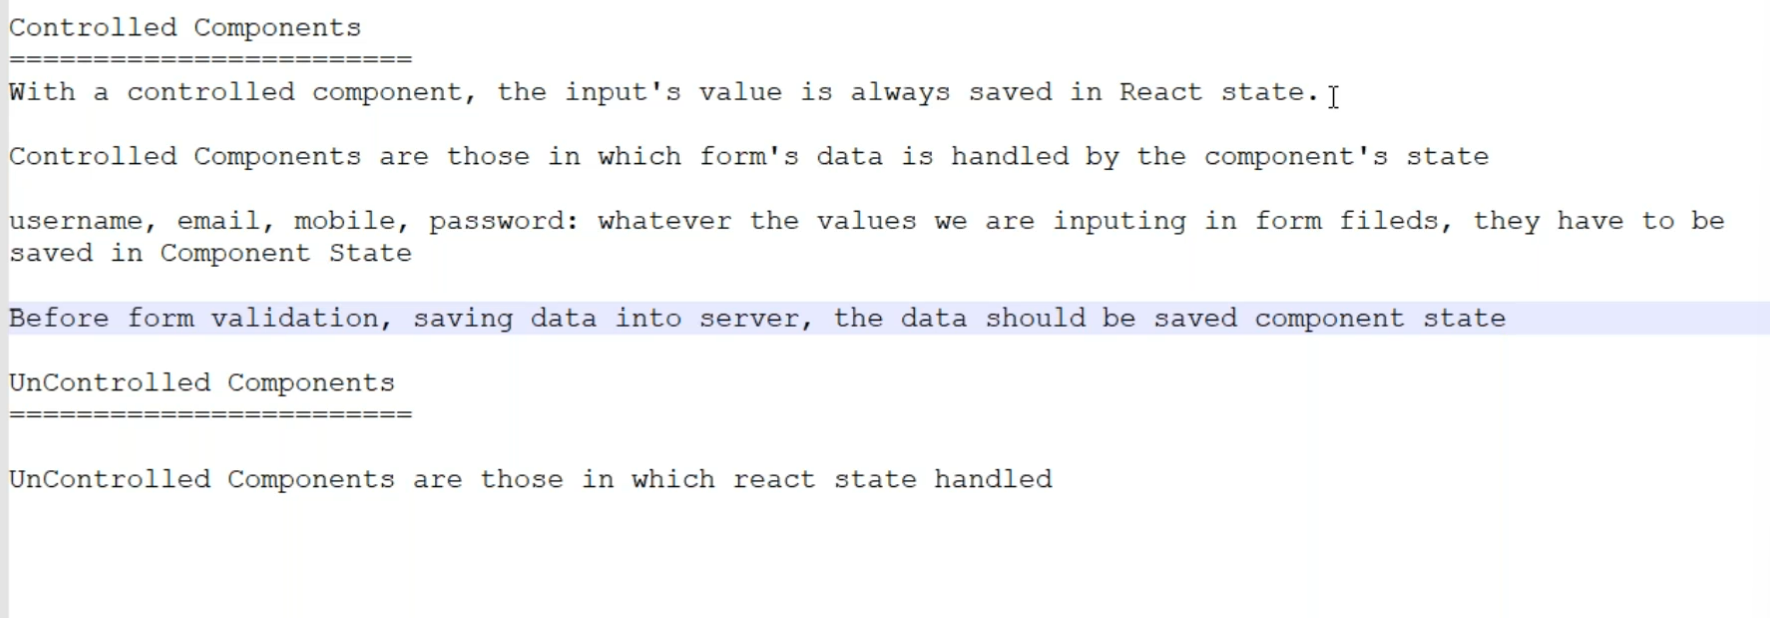 Controlled Components
========================
With a controlled component, the input's value is always saved in React state.
Controlled Components are those in which form's data is handled by the component's state
username, email, mobile, password: whatever the values we are inputing in form fileds, they have to be
saved in Component State
Before form validation, saving data into server, the data should be saved component state
UnControlled Components
========================
UnControlled Components are those in which react state handled